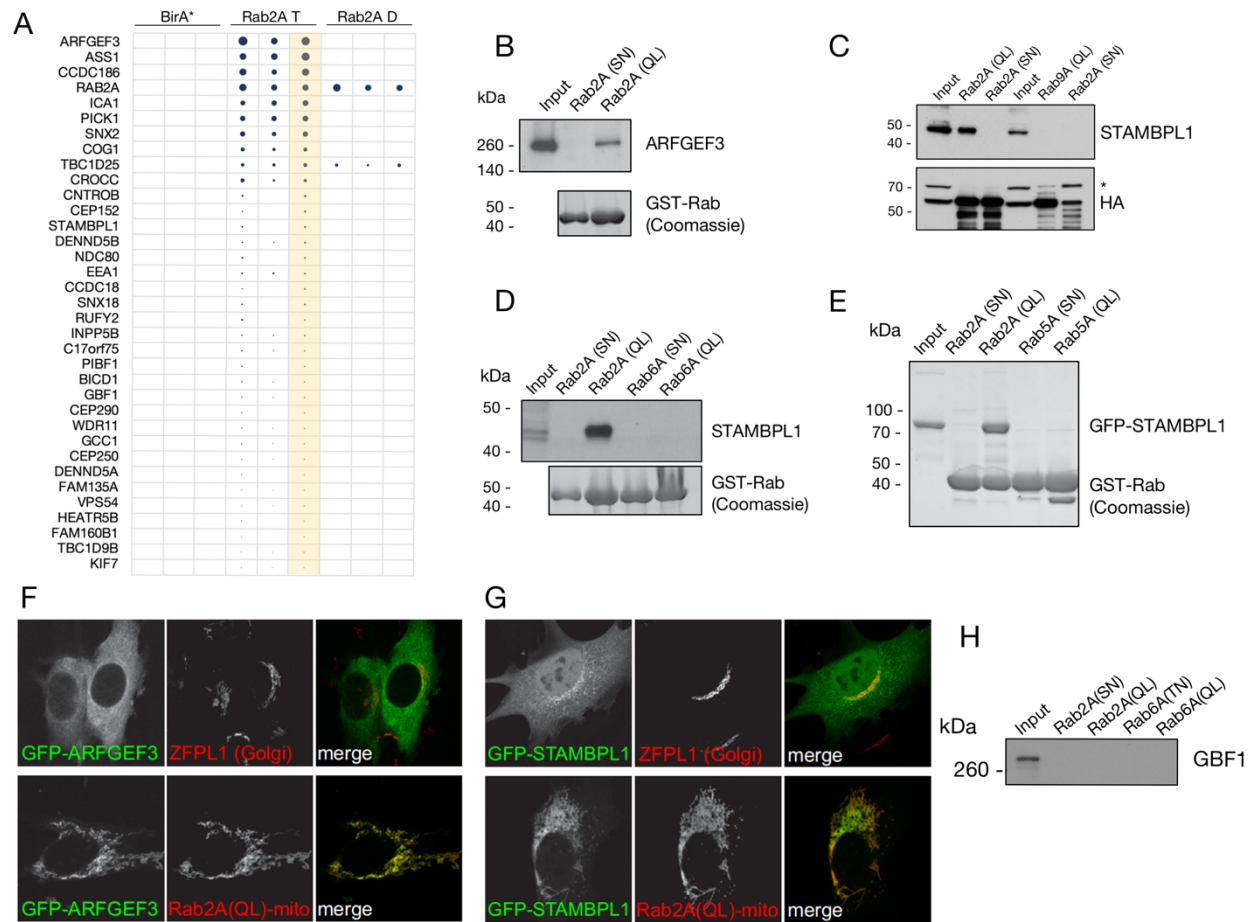 A
BirA* Rab2A T Rab2A D
ARFGEF3
ASS1
CCDC186
RAB2A
ICA1
PICK1
SNX2
COG1
TBC1D25
CROCC
CNTROB
CEP152
STAMBPL1
DENND5B
NDC80
EEA1
CCDC18
SNX18
RUFY2
INPP5B
C17orf75
PIBF1
BICD1
GBF1
CEP290
WDR11
GCC1
CEP250
DENND5A
FAM135A
VPS54
HEATR5B
FAM160B1
TBC1D9B
KIF7
B
Input Rab2A (SN) Rab2A (QL)
kDa
260 -
140 -
ARFGEF3
50 -
40 -
GST-Rab
(Coomassie)
C
Input Rab2A (QL) Rab2A (SN) Input Rab9A (QL) Rab2A (SN)
kDa
50 -
40 -
STAMBPL1
70 -
50 -
*
HA
D
Input Rab2A (SN) Rab2A (QL) Rab6A (SN) Rab6A (QL)
kDa
50 -
40 -
STAMBPL1
50 -
40 -
GST-Rab
(Coomassie)
E
Input Rab2A (SN) Rab2A (QL) Rab5A (SN) Rab5A (QL)
kDa
100 -
70 -
50 -
40 -
GFP-STAMBPL1
GST-Rab
(Coomassie)
F
GFP-ARFGEF3 ZFPL1 (Golgi) merge
GFP-ARFGEF3 Rab2A(QL)-mito merge
G
GFP-STAMBPL1 ZFPL1 (Golgi) merge
GFP-STAMBPL1 Rab2A(QL)-mito merge
H
Input Rab2A(SN) Rab2A(QL) Rab6A(TN) Rab6A(QL)
kDa
260 -
GBF1